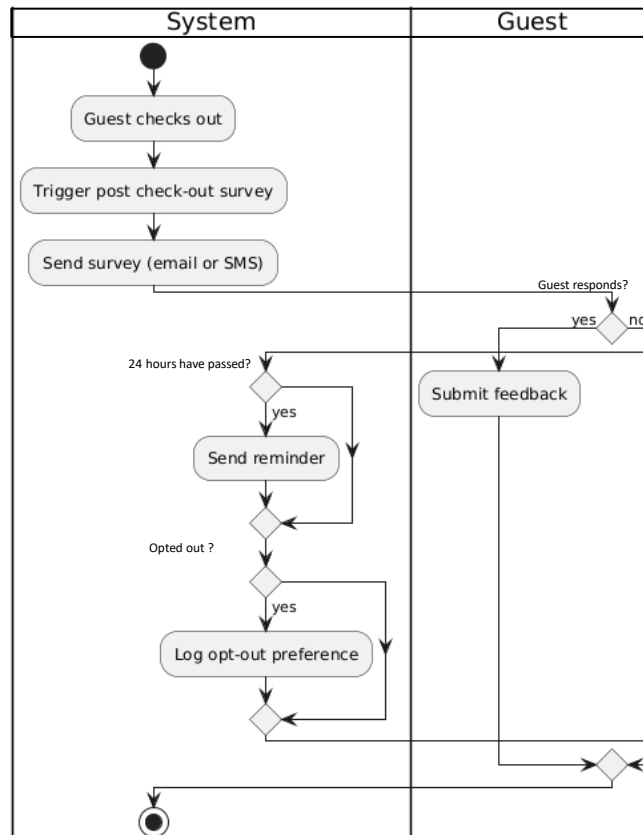 System
Guest
Guest checks out
Trigger post check-out survey
Send survey (email or SMS)
Guest responds?
yes
no
24 hours have passed?
Submit feedback
yes
Send reminder
Opted out ?
yes
Log opt-out preference